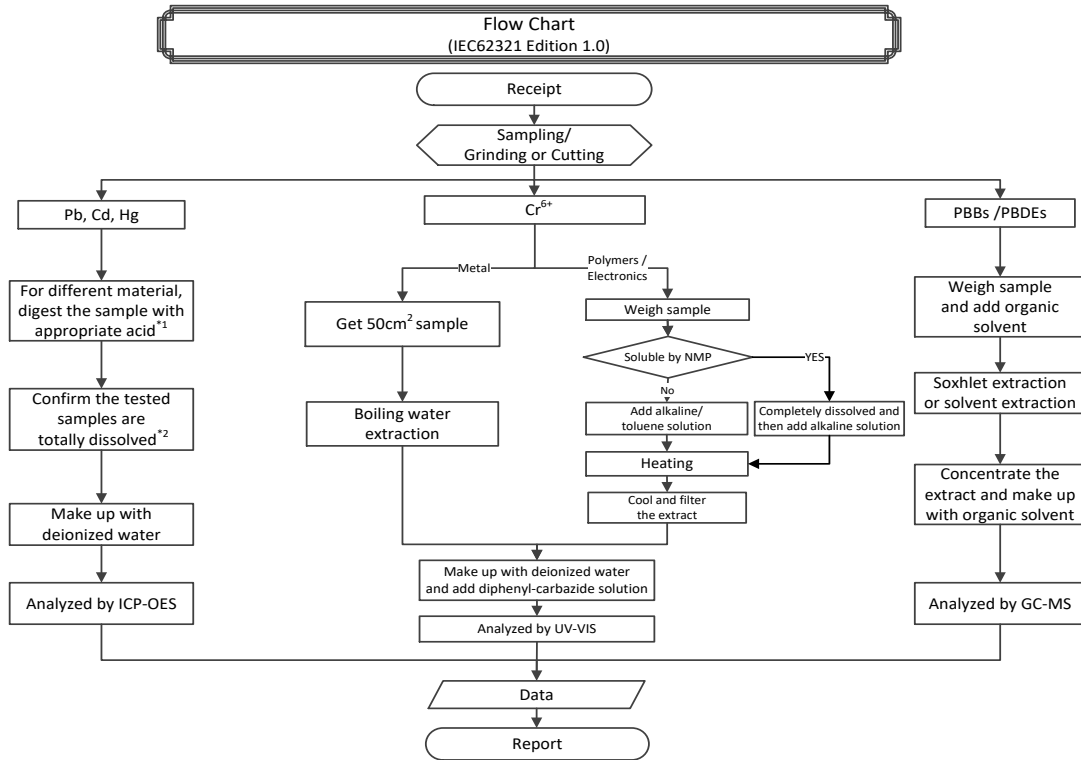 Flow Chart
(IEC62321 Edition 1.0)
Receipt
Sampling/
Grinding or Cutting
Pb, Cd, Hg
For different material,
digest the sample with
appropriate acid*1
Confirm the tested
samples are
totally dissolved*2
Make up with
deionized water
Analyzed by ICP-OES
Cr6+
Metal
Polymers /
Electronics
Get 50cm2 sample
Boiling water
extraction
Weigh sample
Soluble by NMP
YES
No
Add alkaline/
toluene solution
Completely dissolved and
then add alkaline solution
Heating
Cool and filter
the extract
Make up with deionized water
and add diphenyl-carbazide solution
Analyzed by UV-VIS
PBBs /PBDEs
Weigh sample
and add organic
solvent
Soxhlet extraction
or solvent extraction
Concentrate the
extract and make up
with organic solvent
Analyzed by GC-MS
Data
Report